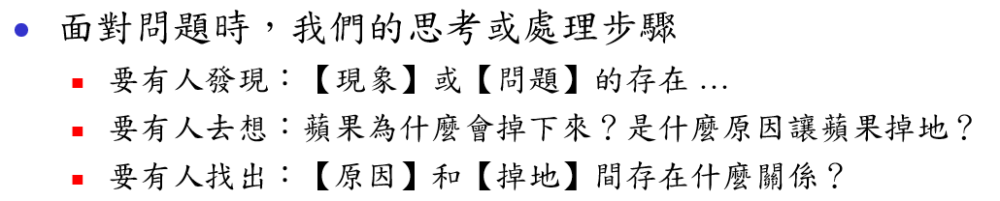 面對問題時，我們的思考或處理步驟
要有人發現：【現象】或【問題】的存在 ...
要有人去想：蘋果為什麼會掉下來？是什麼原因讓蘋果掉地？
要有人找出：【原因】和【掉地】間存在什麼關係？